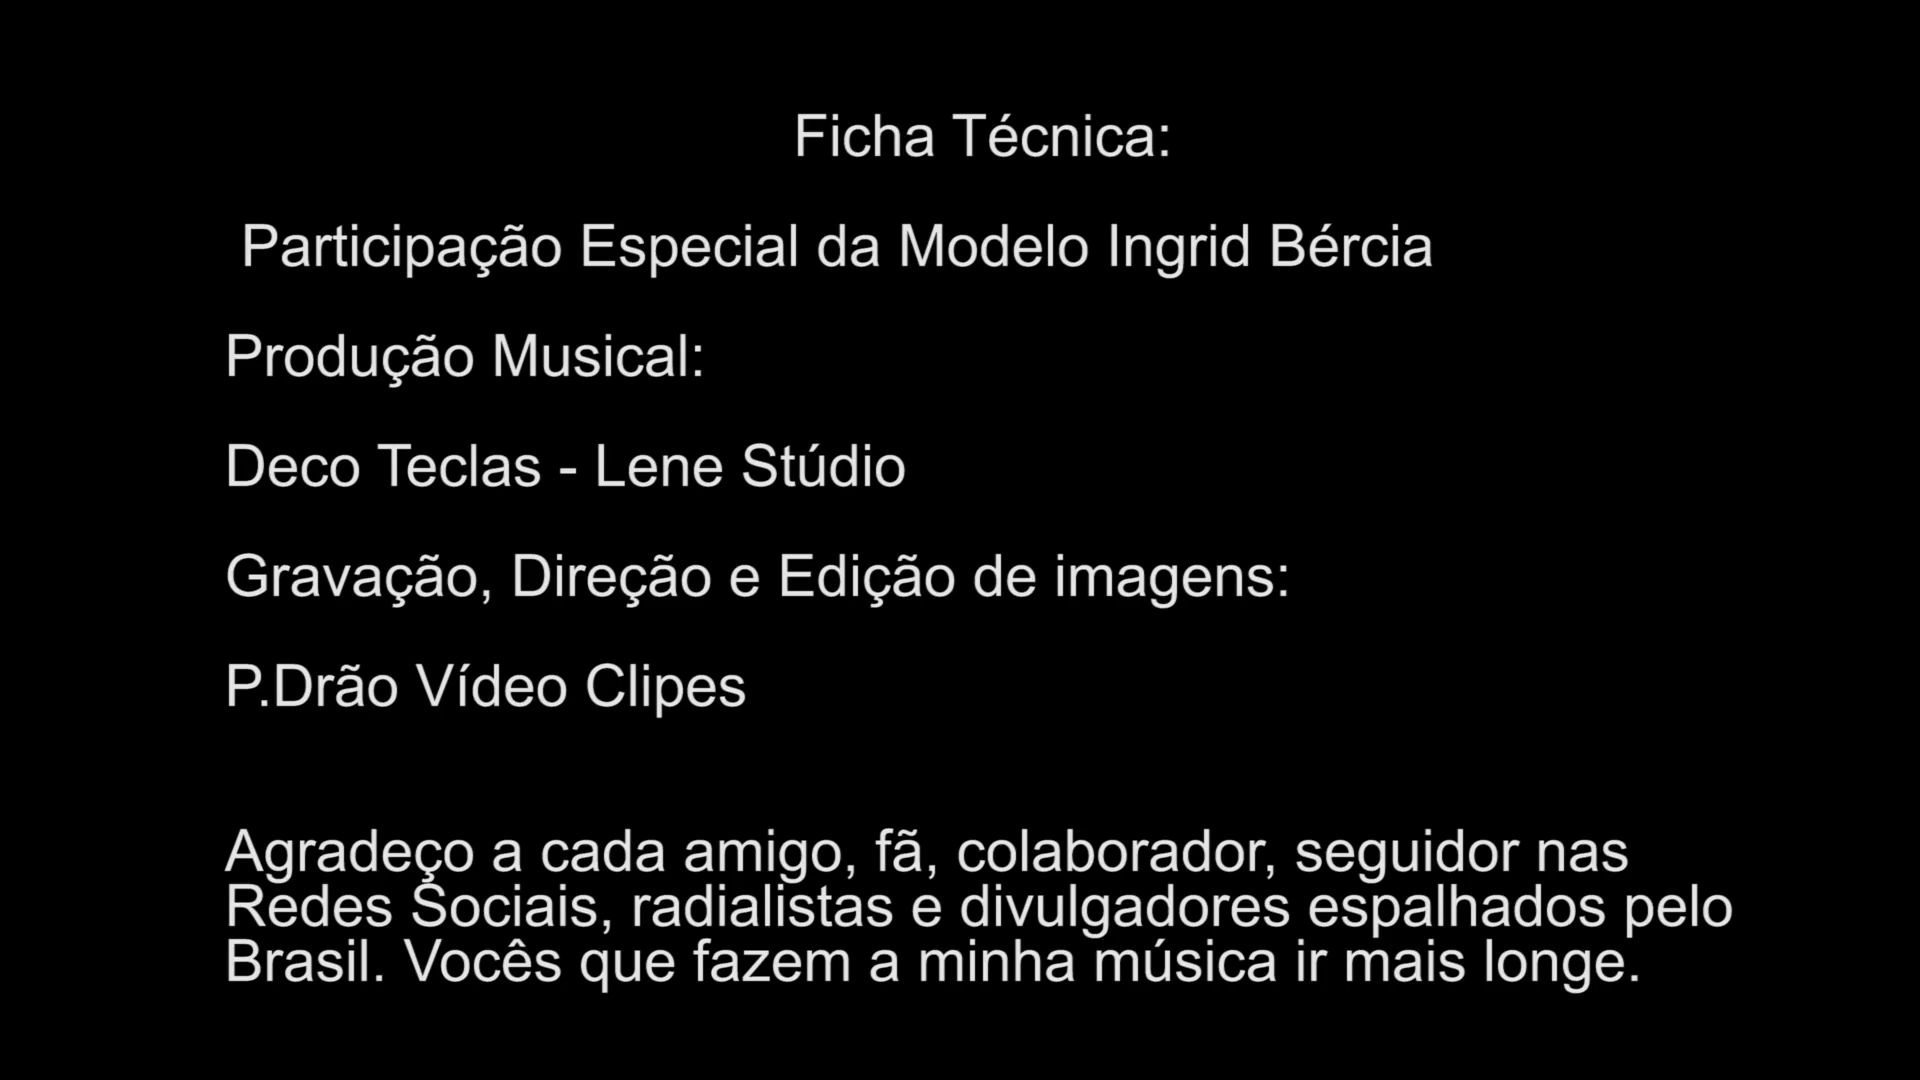 Ficha Técnica:
Participação Especial da Modelo Ingrid Bércia
Produção Musical:
Deco Teclas - Lene Stúdio
Gravação, Direção e Edição de imagens:
P.Drão Vídeo Clipes
Agradeço a cada amigo, fã, colaborador, seguidor nas
Redes Sociais, radialistas e divulgadores espalhados pelo
Brasil. Vocês que fazem a minha música ir mais longe.